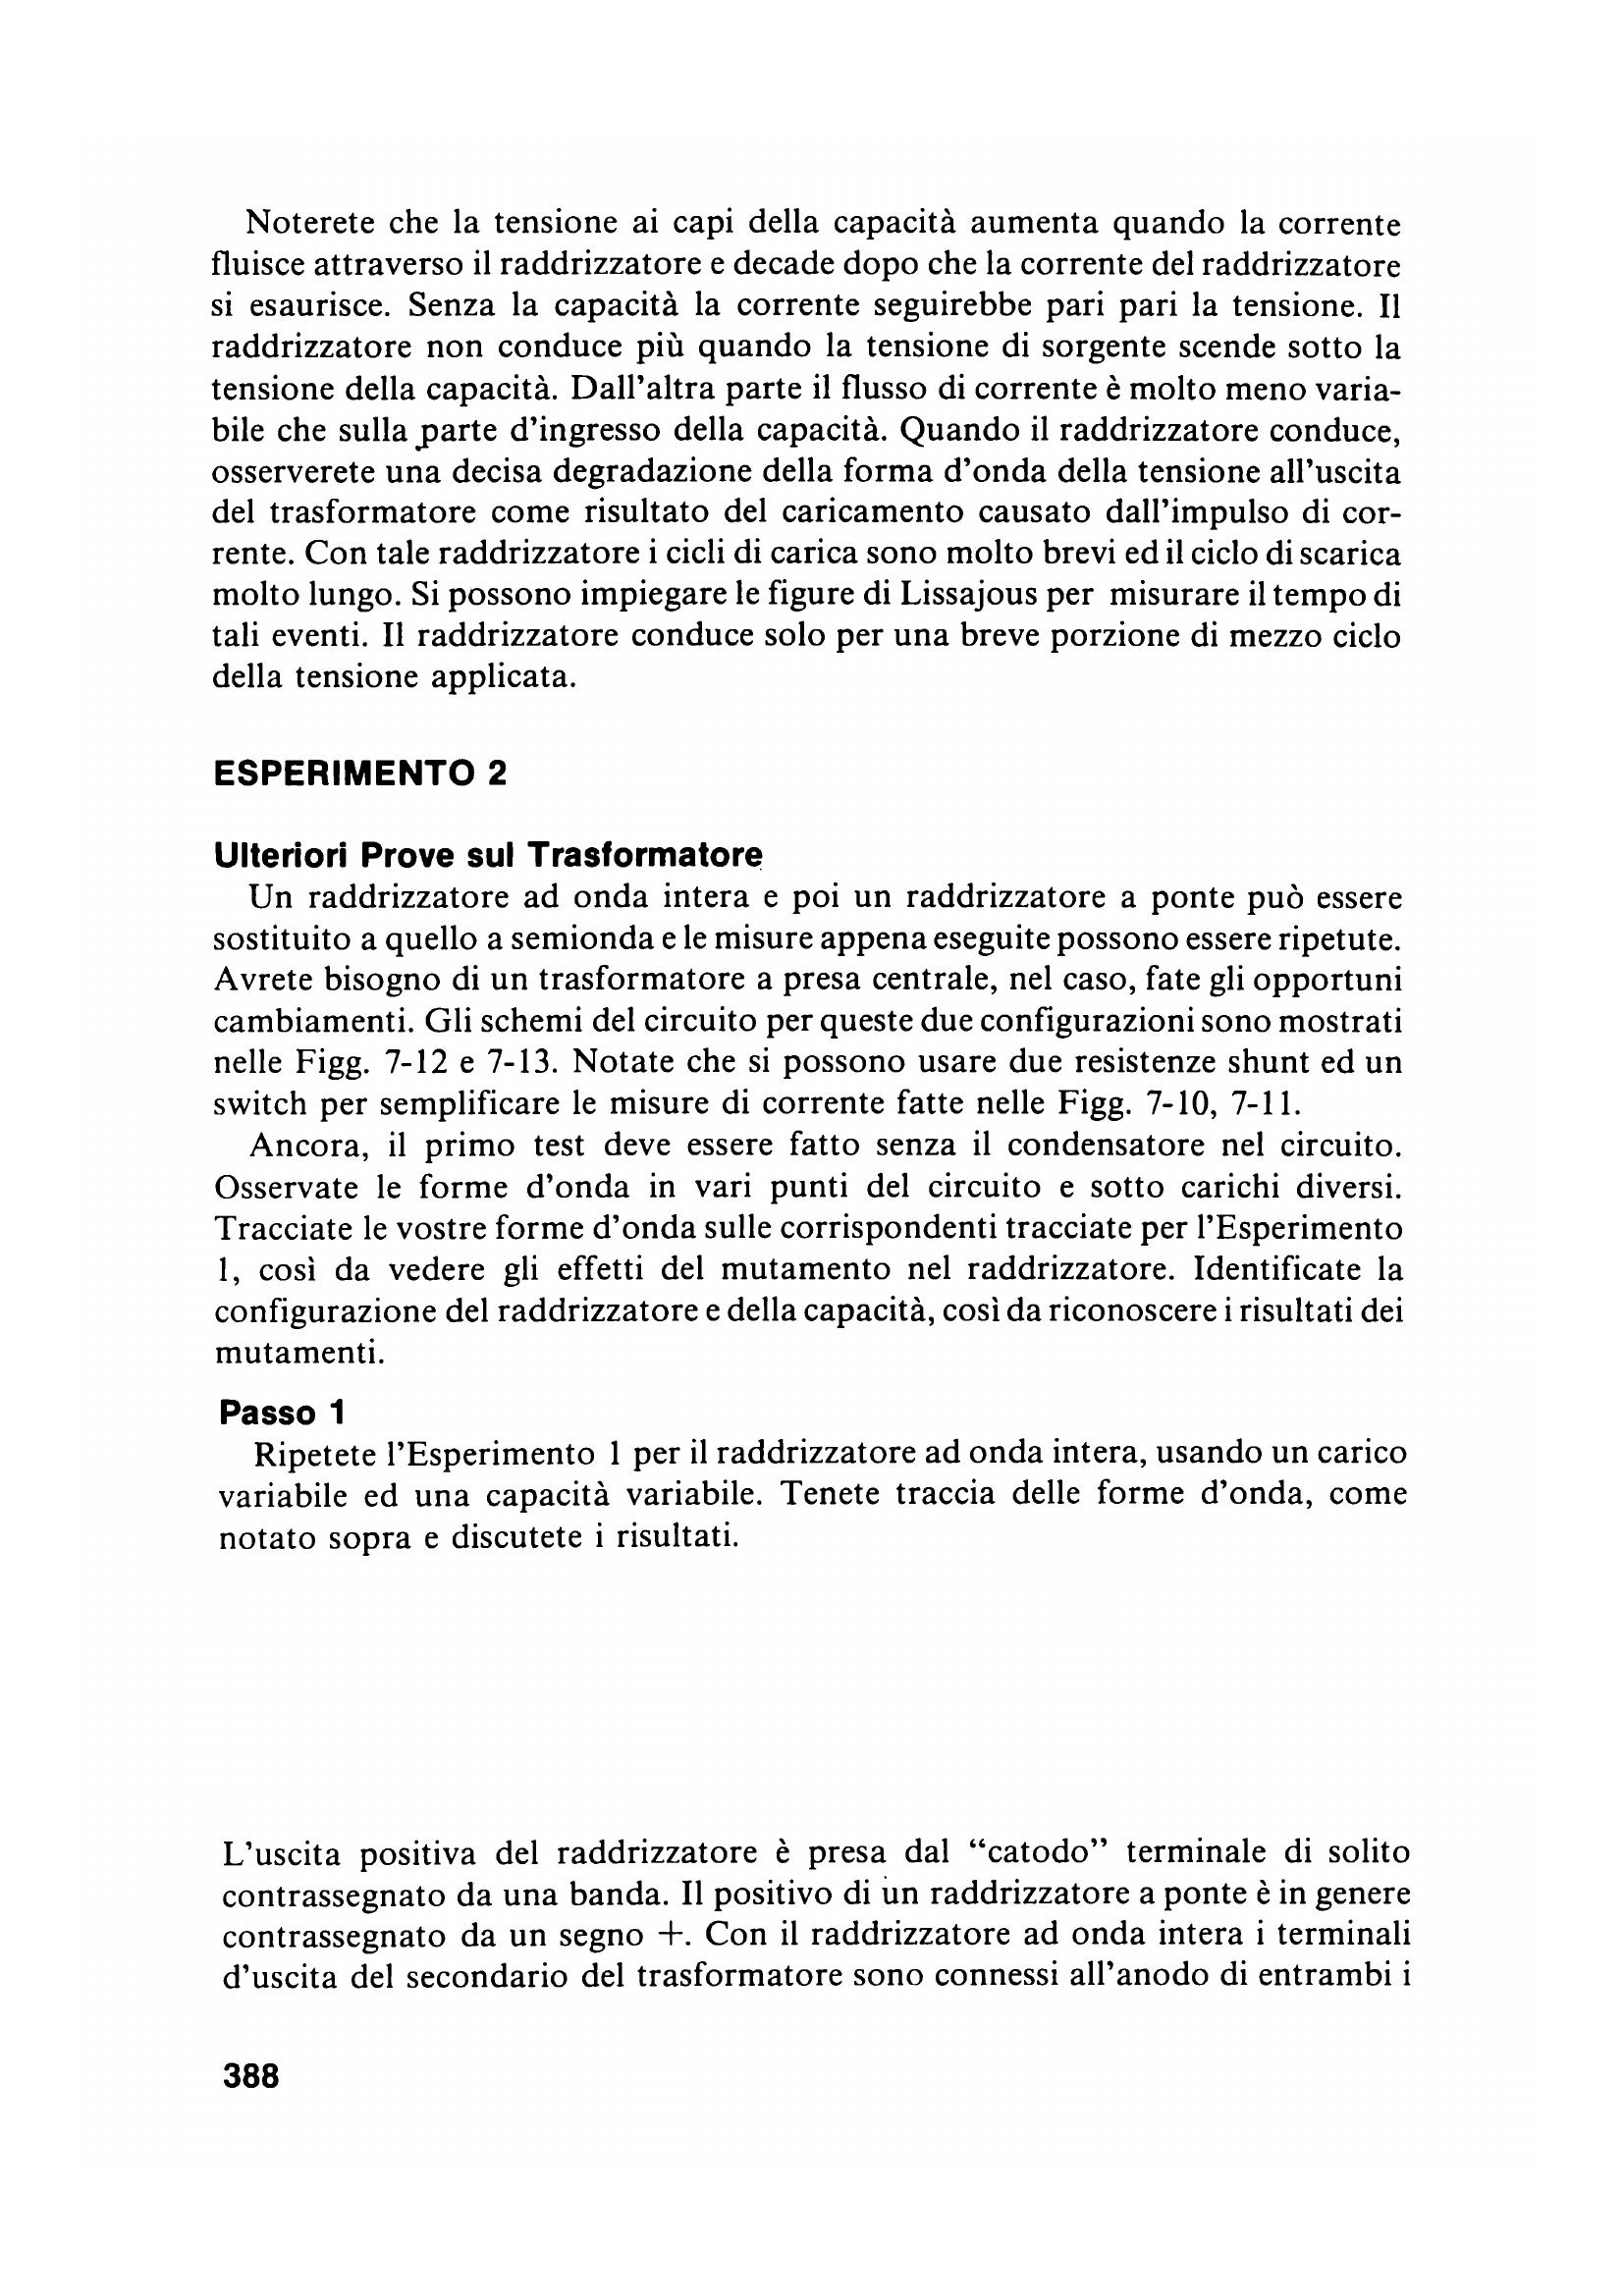 Noterete che la tensione ai capi della capacità aumenta quando la corrente
fluisce attraverso il raddrizzatore e decade dopo che la corrente del raddrizzatore
si esaurisce. Senza la capacità la corrente seguirebbe pari pari la tensione. Il
raddrizzatore non conduce più quando la tensione di sorgente scende sotto la
tensione della capacità. Dall'altra parte il flusso di corrente è molto meno varia-
bile che sulla parte d'ingresso della capacità. Quando il raddrizzatore conduce,
osserverete una decisa degradazione della forma d'onda della tensione all'uscita
del trasformatore come risultato del caricamento causato dall'impulso di cor-
rente. Con tale raddrizzatore i cicli di carica sono molto brevi ed il ciclo di scarica
molto lungo. Si possono impiegare le figure di Lissajous per misurare il tempo di
tali eventi. Il raddrizzatore conduce solo per una breve porzione di mezzo ciclo
della tensione applicata.
ESPERIMENTO 2
Ulteriori Prove sul Trasformatore
Un raddrizzatore ad onda intera e poi un raddrizzatore a ponte può essere
sostituito a quello a semionda e le misure appena eseguite possono essere ripetute.
Avrete bisogno di un trasformatore a presa centrale, nel caso, fate gli opportuni
cambiamenti. Gli schemi del circuito per queste due configurazioni sono mostrati
nelle Figg. 7-12 e 7-13. Notate che si possono usare due resistenze shunt ed un
switch per semplificare le misure di corrente fatte nelle Figg. 7-10, 7-11.
Ancora, il primo test deve essere fatto senza il condensatore nel circuito.
Osservate le forme d'onda in vari punti del circuito e sotto carichi diversi.
Tracciate le vostre forme d'onda sulle corrispondenti tracciate per l'Esperimento
1, così da vedere gli effetti del mutamento nel raddrizzatore. Identificate la
configurazione del raddrizzatore e della capacità, così da riconoscere i risultati dei
mutamenti.
Passo 1
Ripetete l'Esperimento 1 per il raddrizzatore ad onda intera, usando un carico
variabile ed una capacità variabile. Tenete traccia delle forme d'onda, come
notato sopra e discutete i risultati.
L'uscita positiva del raddrizzatore è presa dal “catodo” terminale di solito
contrassegnato da una banda. Il positivo di un raddrizzatore a ponte è in genere
contrassegnato da un segno +. Con il raddrizzatore ad onda intera i terminali
d'uscita del secondario del trasformatore sono connessi all'anodo di entrambi i
388